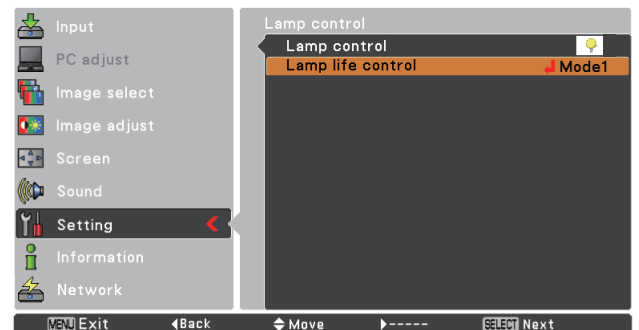 Input
PC adjust
Image select
Image adjust
Screen
Sound
Setting
Information
Network
Lamp control
Lamp control
Lamp life control Mode1
MENU Exit Back Move ----- SELECT Next